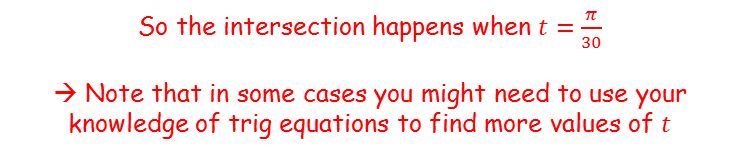 So the intersection happens when t = π/30
→ Note that in some cases you might need to use your
knowledge of trig equations to find more values of t